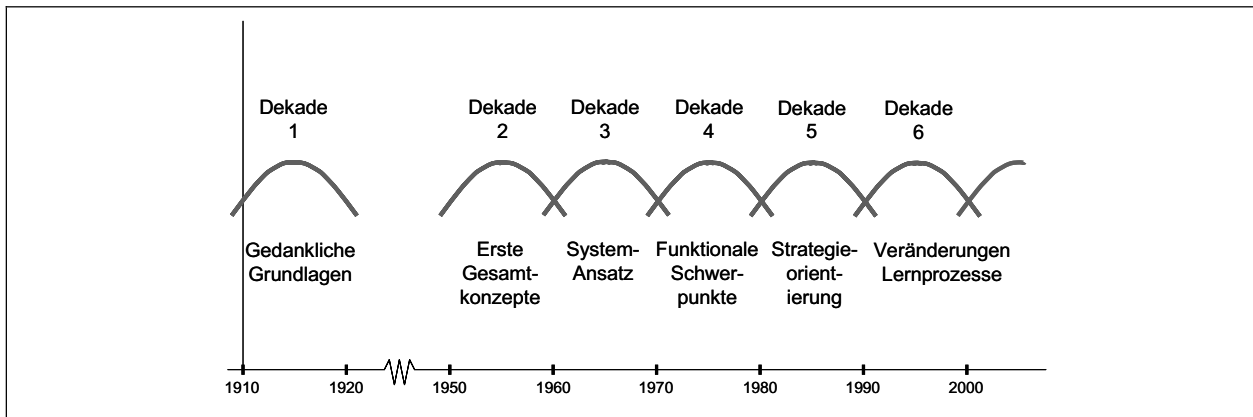 Dekade
1
Dekade
2
Dekade
3
Dekade
4
Dekade
5
Dekade
6
Gedankliche
Grundlagen
Erste
Gesamt-
konzepte
System-
Ansatz
Funktionale
Schwer-
punkte
Strategie-
orient-
ierung
Veränderungen
Lernprozesse
1910
1920
1950
1960
1970
1980
1990
2000